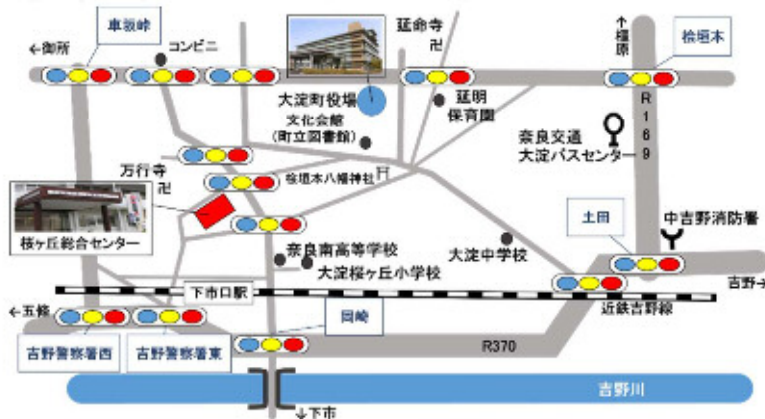 車坂峠
←御所
コンビニ
延命寺
卍
↑橿原
桧垣本
大淀町役場
延明
保育園
文化会館
(町立図書館)
R169
奈良交通
大淀バスセンター
万行寺
卍
桧垣本八幡神社
桜ヶ丘総合センター
土田
中吉野消防署
奈良南高等学校
大淀桜ヶ丘小学校
大淀中学校
下市口駅
吉野→
近鉄吉野線
←五條
岡崎
吉野警察署西
吉野警察署東
R370
吉野川
↓下市